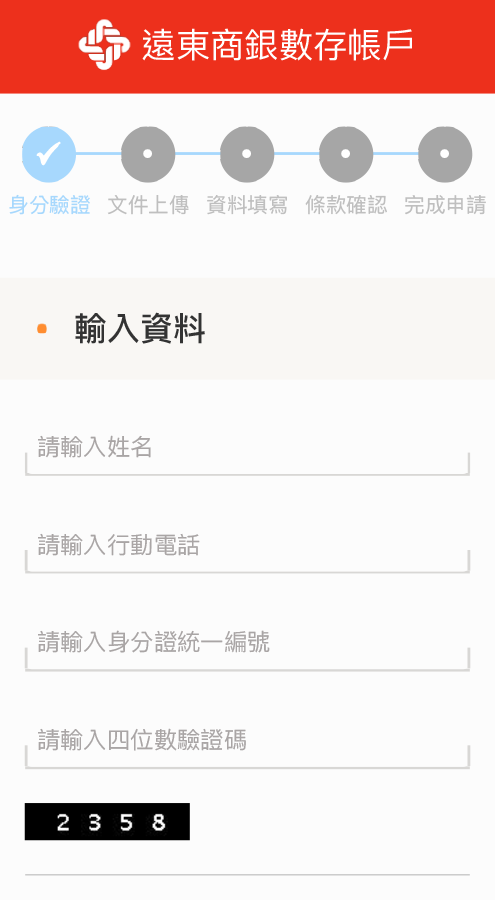 遠東商銀數存帳戶
身分驗證 文件上傳 資料填寫 條款確認 完成申請
輸入資料
請輸入姓名
請輸入行動電話
請輸入身分證統一編號
請輸入四位數驗證碼
2358